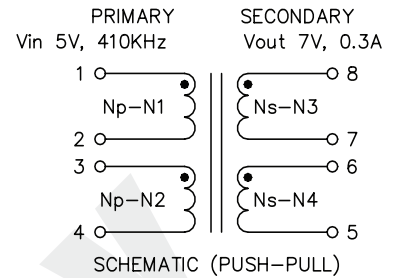 PRIMARY SECONDARY
Vin 5V, 410KHz Vout 7V, 0.3A
1 8
Np-N1 Ns-N3
2 7
3 6
Np-N2 Ns-N4
4 5
SCHEMATIC (PUSH-PULL)